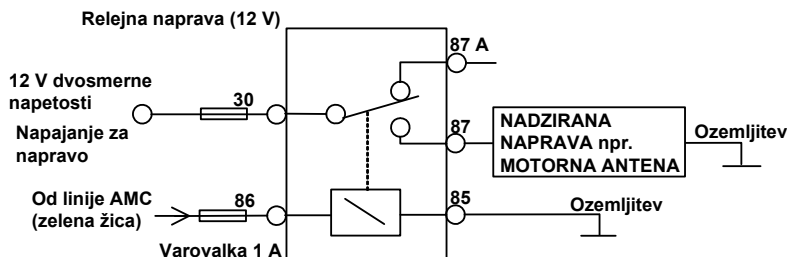 Relejna naprava (12 V)
87 A
12 V dvosmerne
napetosti
30
Napajanje za
napravo
87
NADZIRANA
NAPRAVA npr.
MOTORNA ANTENA
Ozemljitev
Od linije AMC
(zelena žica)
86
85
Ozemljitev
Varovalka 1 A